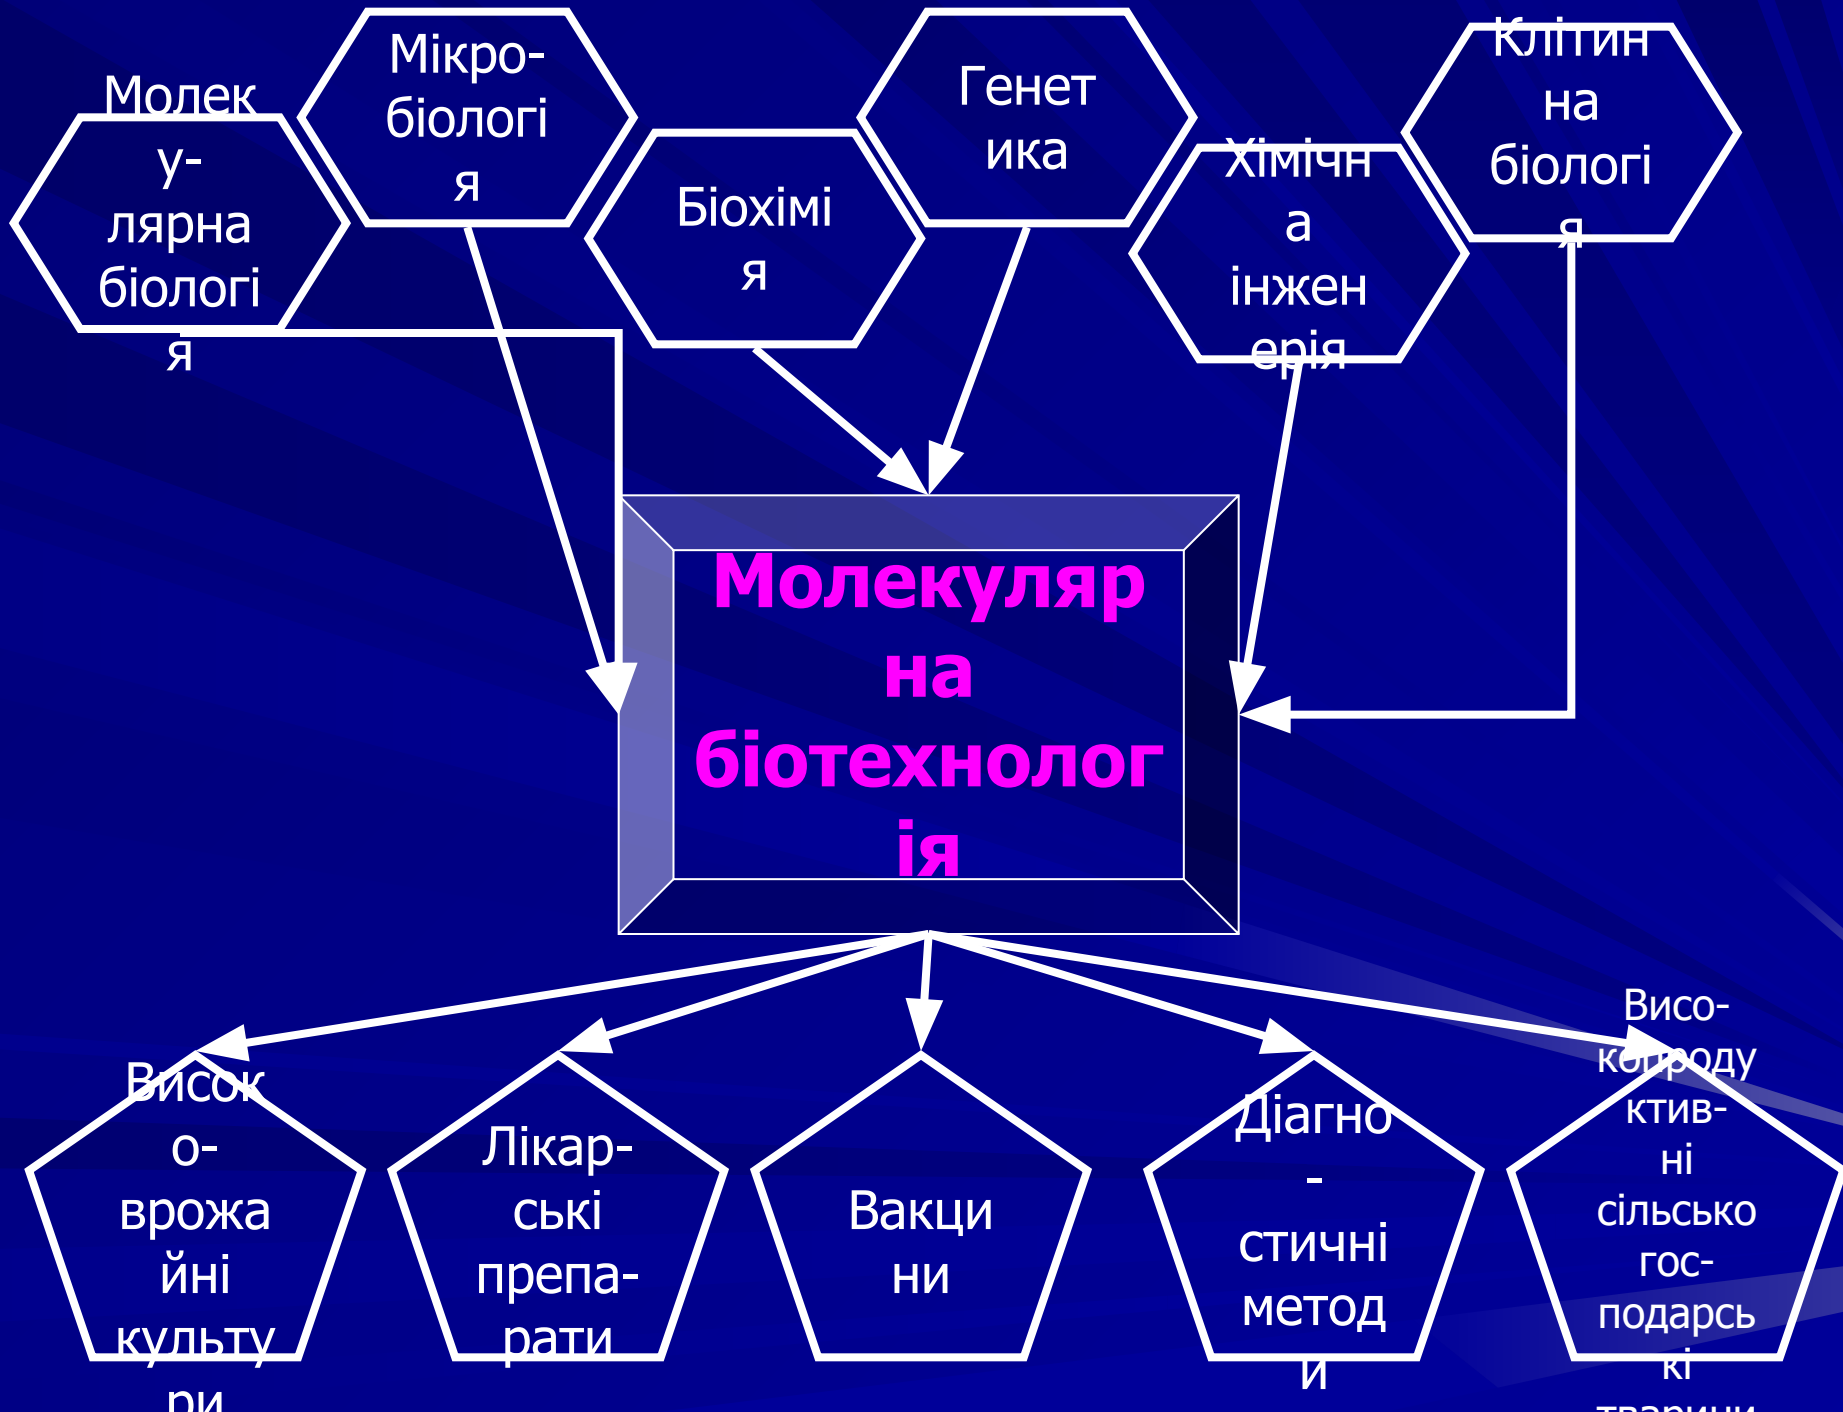 Молек
у-
лярна
біологі
я
Мікро-
біологі
я
Біохімі
я
Генет
ика
Хімічн
а
інжен
ерія
Клітин
на
біологі
я
Молекуляр
на
біотехнолог
ія
Висок
о-
врожа
йні
культу
ри
Лікар-
ські
препа-
рати
Вакци
ни
Діагно
-
стичні
метод
и
Висо-
копроду
ктив-
ні
сільсько
гос-
подарсь
кі
тварини